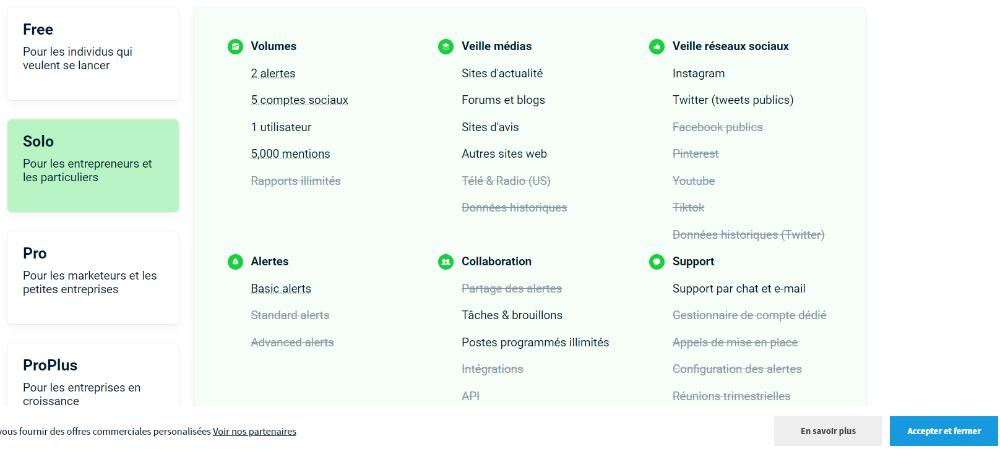 Free
Pour les individus qui
veulent se lancer
Solo
Pour les entrepreneurs et
les particuliers
Pro
Pour les marketeurs et les
petites entreprises
ProPlus
Pour les entreprises en
croissance
Volumes
2 alertes
5 comptes sociaux
1 utilisateur
5,000 mentions
Rapports illimités
Veille médias
Sites d'actualité
Forums et blogs
Sites d'avis
Autres sites web
Télé & Radio (US)
Données historiques
Veille réseaux sociaux
Instagram
Twitter (tweets publics)
Facebook publics
Pinterest
Youtube
Tiktok
Données historiques (Twitter)
Alertes
Basic alerts
Standard alerts
Advanced alerts
Collaboration
Partage des alertes
Tâches & brouillons
Postes programmés illimités
Intégrations
API
Support
Support par chat et e-mail
Gestionnaire de compte dédié
Appels de mise en place
Configuration des alertes
Réunions trimestrielles
vous fournir des offres commerciales personalisées Voir nos partenaires
En savoir plus
Accepter et fermer